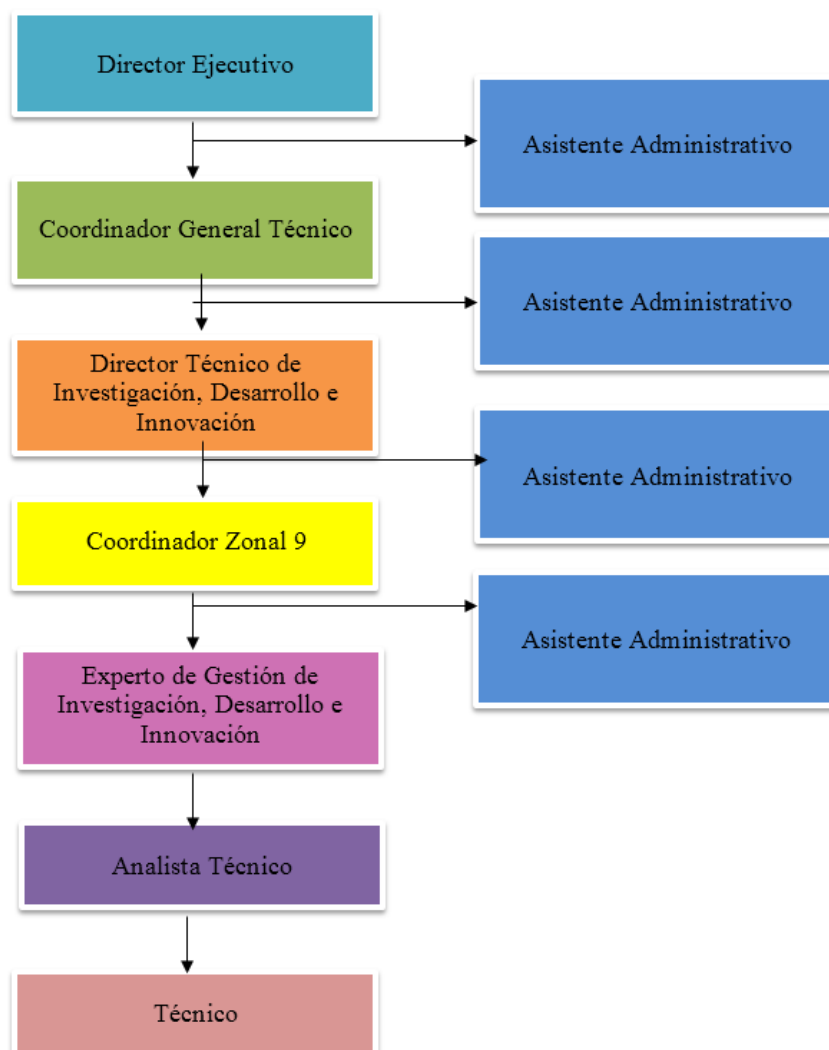 Director Ejecutivo
Asistente Administrativo
Coordinador General Técnico
Asistente Administrativo
Director Técnico de
Investigación, Desarrollo e
Innovación
Asistente Administrativo
Coordinador Zonal 9
Asistente Administrativo
Experto de Gestión de
Investigación, Desarrollo e
Innovación
Analista Técnico
Técnico